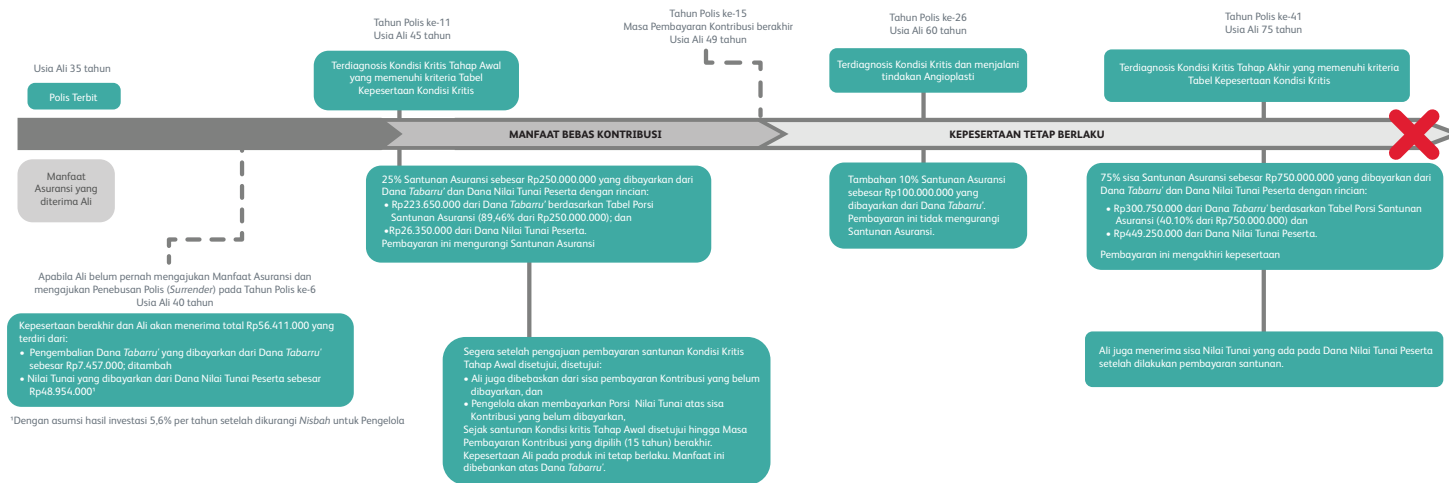 Usia Ali 35 tahun
Polis Terbit
Tahun Polis ke-11
Usia Ali 45 tahun
Terdiagnosis Kondisi Kritis Tahap Awal
yang memenuhi kriteria Tabel
Kepesertaan Kondisi Kritis
Tahun Polis ke-15
Masa Pembayaran Kontribusi berakhir
Usia Ali 49 tahun
Tahun Polis ke-26
Usia Ali 60 tahun
Terdiagnosis Kondisi Kritis dan menjalani
tindakan Angioplasti
Tahun Polis ke-41
Usia Ali 75 tahun
Terdiagnosis Kondisi Kritis Tahap Akhir yang memenuhi kriteria
Tabel Kepesertaan Kondisi Kritis
MANFAAT BEBAS KONTRIBUSI
KEPESERTAAN TETAP BERLAKU
Manfaat
Asuransi yang
diterima Ali
25% Santunan Asuransi sebesar Rp250.000.000 yang dibayarkan dari
Dana Tabarru' dan Dana Nilai Tunai Peserta dengan rincian:
• Rp223.650.000 dari Dana Tabarru' berdasarkan Tabel Porsi
Santunan Asuransi (89,46% dari Rp250.000.000); dan
•Rp26.350.000 dari Dana Nilai Tunai Peserta.
Pembayaran ini mengurangi Santunan Asuransi
Tambahan 10% Santunan Asuransi
sebesar Rp100.000.000 yang
dibayarkan dari Dana Tabarru'.
Pembayaran ini tidak mengurangi
Santunan Asuransi.
75% sisa Santunan Asuransi sebesar Rp750.000.000 yang dibayarkan dari
Dana Tabarru' dan Dana Nilai Tunai Peserta dengan rincian:
• Rp300.750.000 dari Dana Tabarru' berdasarkan Tabel Porsi Santunan
Asuransi (40.10% dari Rp750.000.000) dan
• Rp449.250.000 dari Dana Nilai Tunai Peserta.
Pembayaran ini mengakhiri kepesertaan
Apabila Ali belum pernah mengajukan Manfaat Asuransi dan
mengajukan Penebusan Polis (Surrender) pada Tahun Polis ke-6
Usia Ali 40 tahun
Kepesertaan berakhir dan Ali akan menerima total Rp56.411.000 yang
terdiri dari:
• Pengembalian Dana Tabarru' yang dibayarkan dari Dana Tabarru'
sebesar Rp7.457.000; ditambah
• Nilai Tunai yang dibayarkan dari Dana Nilai Tunai Peserta sebesar
Rp48.954.000¹
¹Dengan asumsi hasil investasi 5,6% per tahun setelah dikurangi Nisbah untuk Pengelola
Segera setelah pengajuan pembayaran santunan Kondisi Kritis
Tahap Awal disetujui, disetujui:
• Ali juga dibebaskan dari sisa pembayaran Kontribusi yang belum
dibayarkan, dan
• Pengelola akan membayarkan Porsi Nilai Tunai atas sisa
Kontribusi yang belum dibayarkan,
Sejak santunan Kondisi kritis Tahap Awal disetujui hingga Masa
Pembayaran Kontribusi yang dipilih (15 tahun) berakhir.
Kepesertaan Ali pada produk ini tetap berlaku. Manfaat ini
dibebankan atas Dana Tabarru'.
Ali juga menerima sisa Nilai Tunai yang ada pada Dana Nilai Tunai Peserta
setelah dilakukan pembayaran santunan.